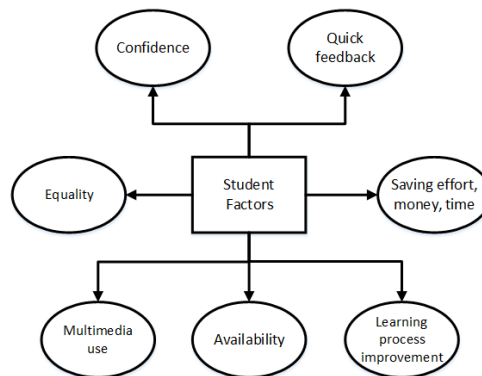 Confidence
Quick
feedback
Equality
Student
Factors
Saving effort,
money, time
Multimedia
use
Availability
Learning
process
improvement